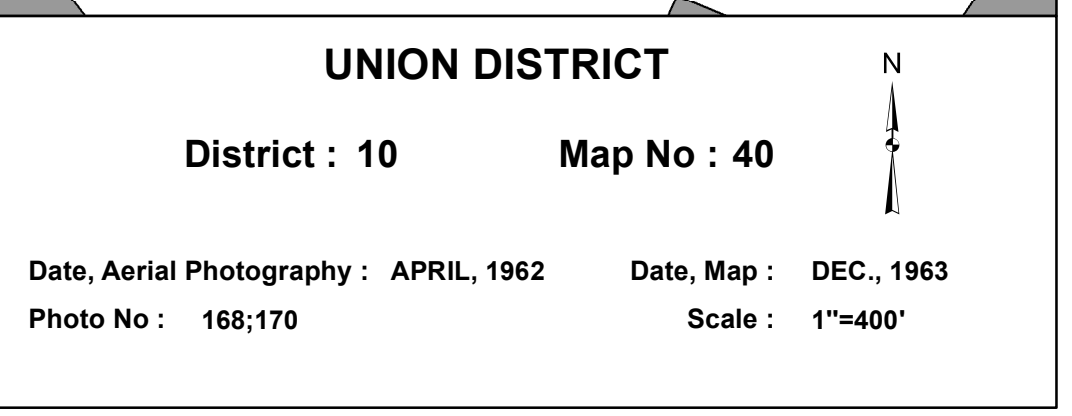 UNION DISTRICT
N
District : 10 Map No : 40
Date, Aerial Photography : APRIL, 1962 Date, Map : DEC., 1963
Photo No : 168;170 Scale : 1"=400'